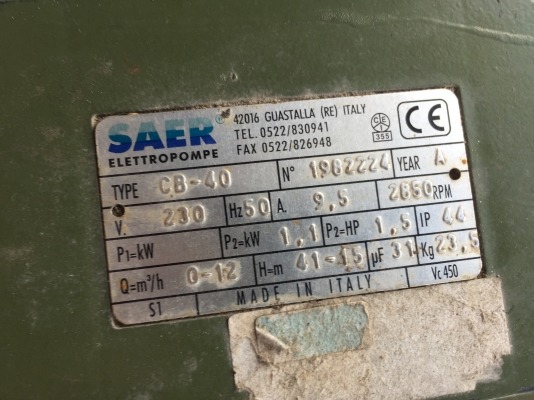 SAER®
ELETTROPOMPE
42016 GUASTALLA (RE) ITALY
TEL. 0522/830941
FAX 0522/826948
CE
355
CE
TYPE CB-40 N° 1982224 YEAR A
V. 230 Hz 50 A. 9,5 2850 RPM
P1=kW P2=kW 1,1 P2=HP 1,5 IP 44
Q=m³/h 0-12 H=m 41-15 µF 31 Kg 23,5
S1 MADE IN ITALY Vc 450